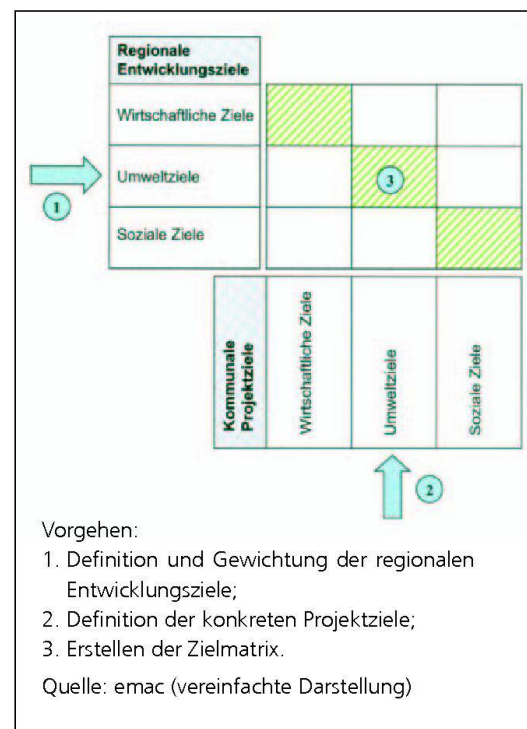 Regionale
Entwicklungsziele
Wirtschaftliche Ziele
Umweltziele
Soziale Ziele
1
3
Kommunale
Projektziele
Wirtschaftliche Ziele
Umweltziele
Soziale Ziele
2
Vorgehen:
1. Definition und Gewichtung der regionalen
Entwicklungsziele;
2. Definition der konkreten Projektziele;
3. Erstellen der Zielmatrix.
Quelle: emac (vereinfachte Darstellung)